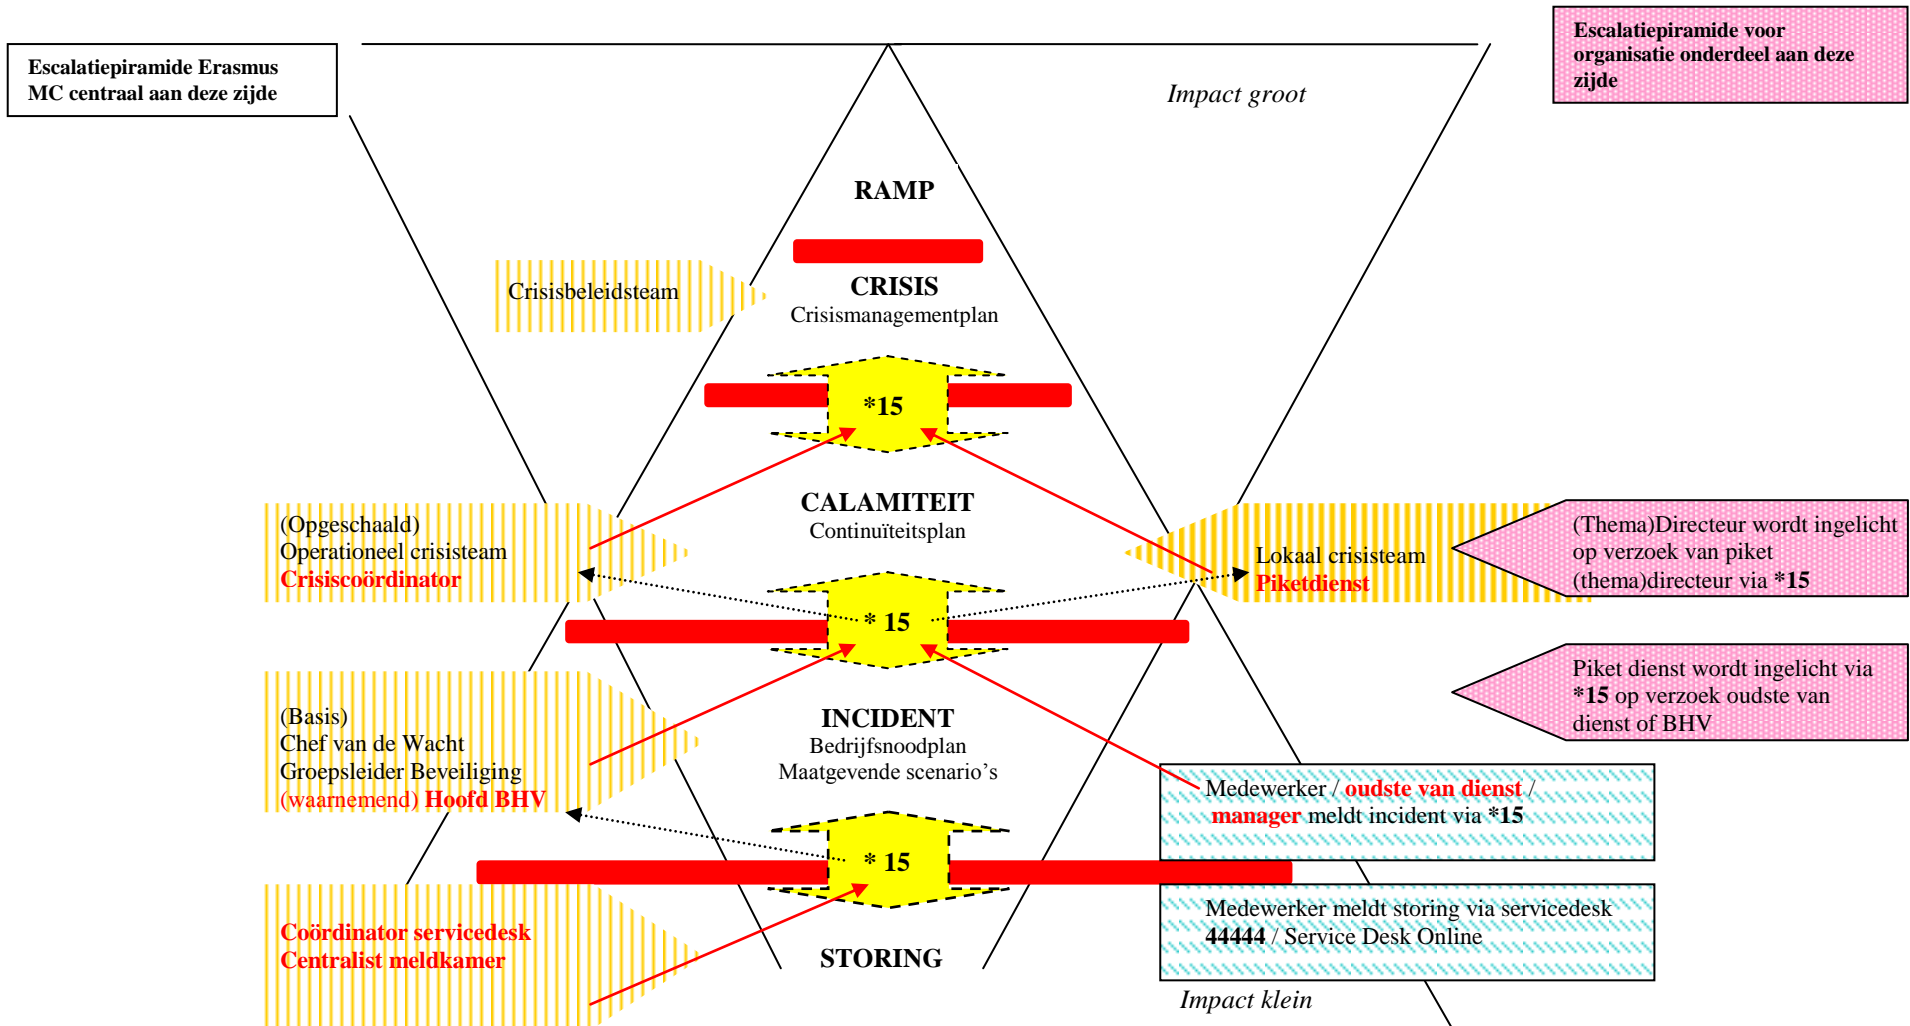 Escalatiepiramide Erasmus
MC centraal aan deze zijde
Escalatiepiramide voor
organisatie onderdeel aan deze
zijde
Impact groot
RAMP
Crisisbeleidsteam
CRISIS
Crisismanagementplan
*15
(Opgeschaald)
Operationeel crisisteam
Crisiscoördinator
CALAMITEIT
Continuïteitsplan
Lokaal crisisteam
Piketdienst
(Thema)Directeur wordt ingelicht
op verzoek van piket
(thema)directeur via *15
* 15
(Basis)
Chef van de Wacht
Groepsleider Beveiliging
(waarnemend) Hoofd BHV
INCIDENT
Bedrijfsnoodplan
Maatgevende scenario's
Piket dienst wordt ingelicht via
*15 op verzoek oudste van
dienst of BHV
Medewerker / oudste van dienst /
manager meldt incident via *15
* 15
Coördinator servicedesk
Centralist meldkamer
STORING
Medewerker meldt storing via servicedesk
44444 / Service Desk Online
Impact klein